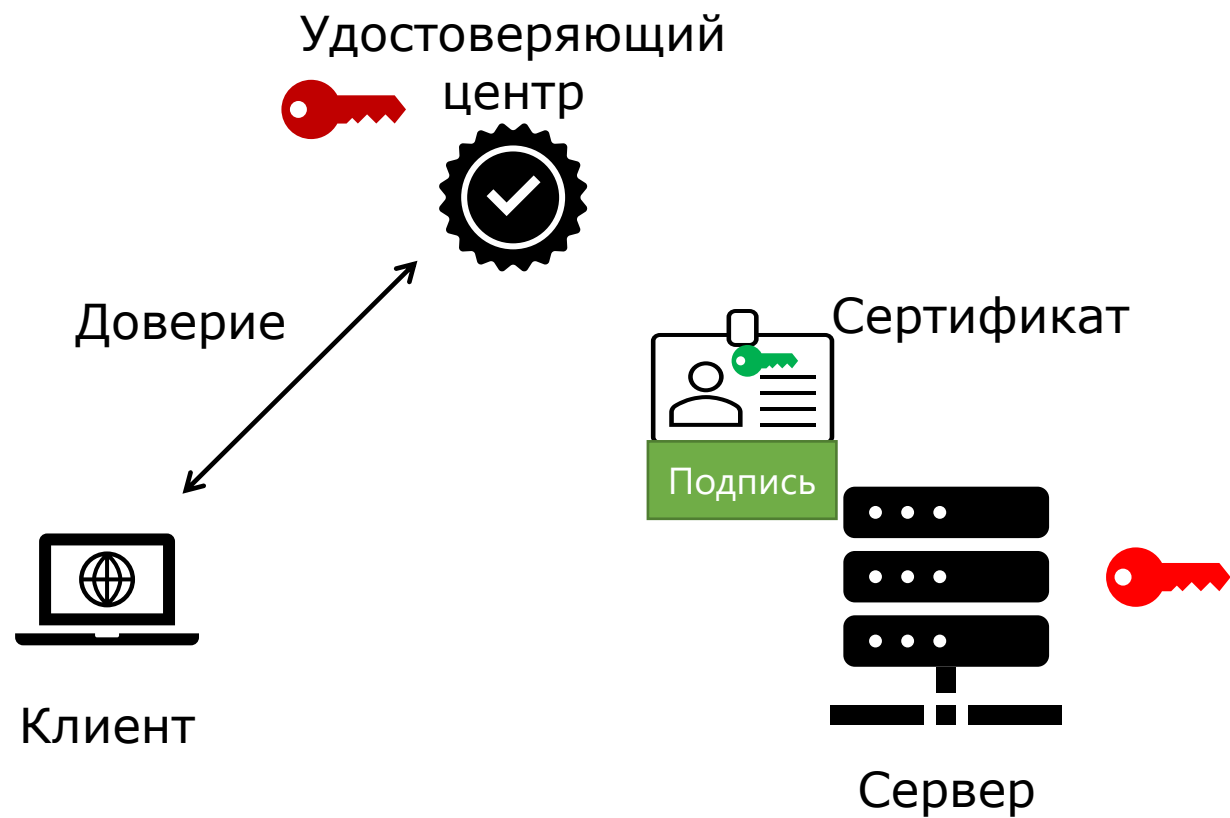 Удостоверяющий
центр
Доверие
Сертификат
Подпись
Клиент
Сервер